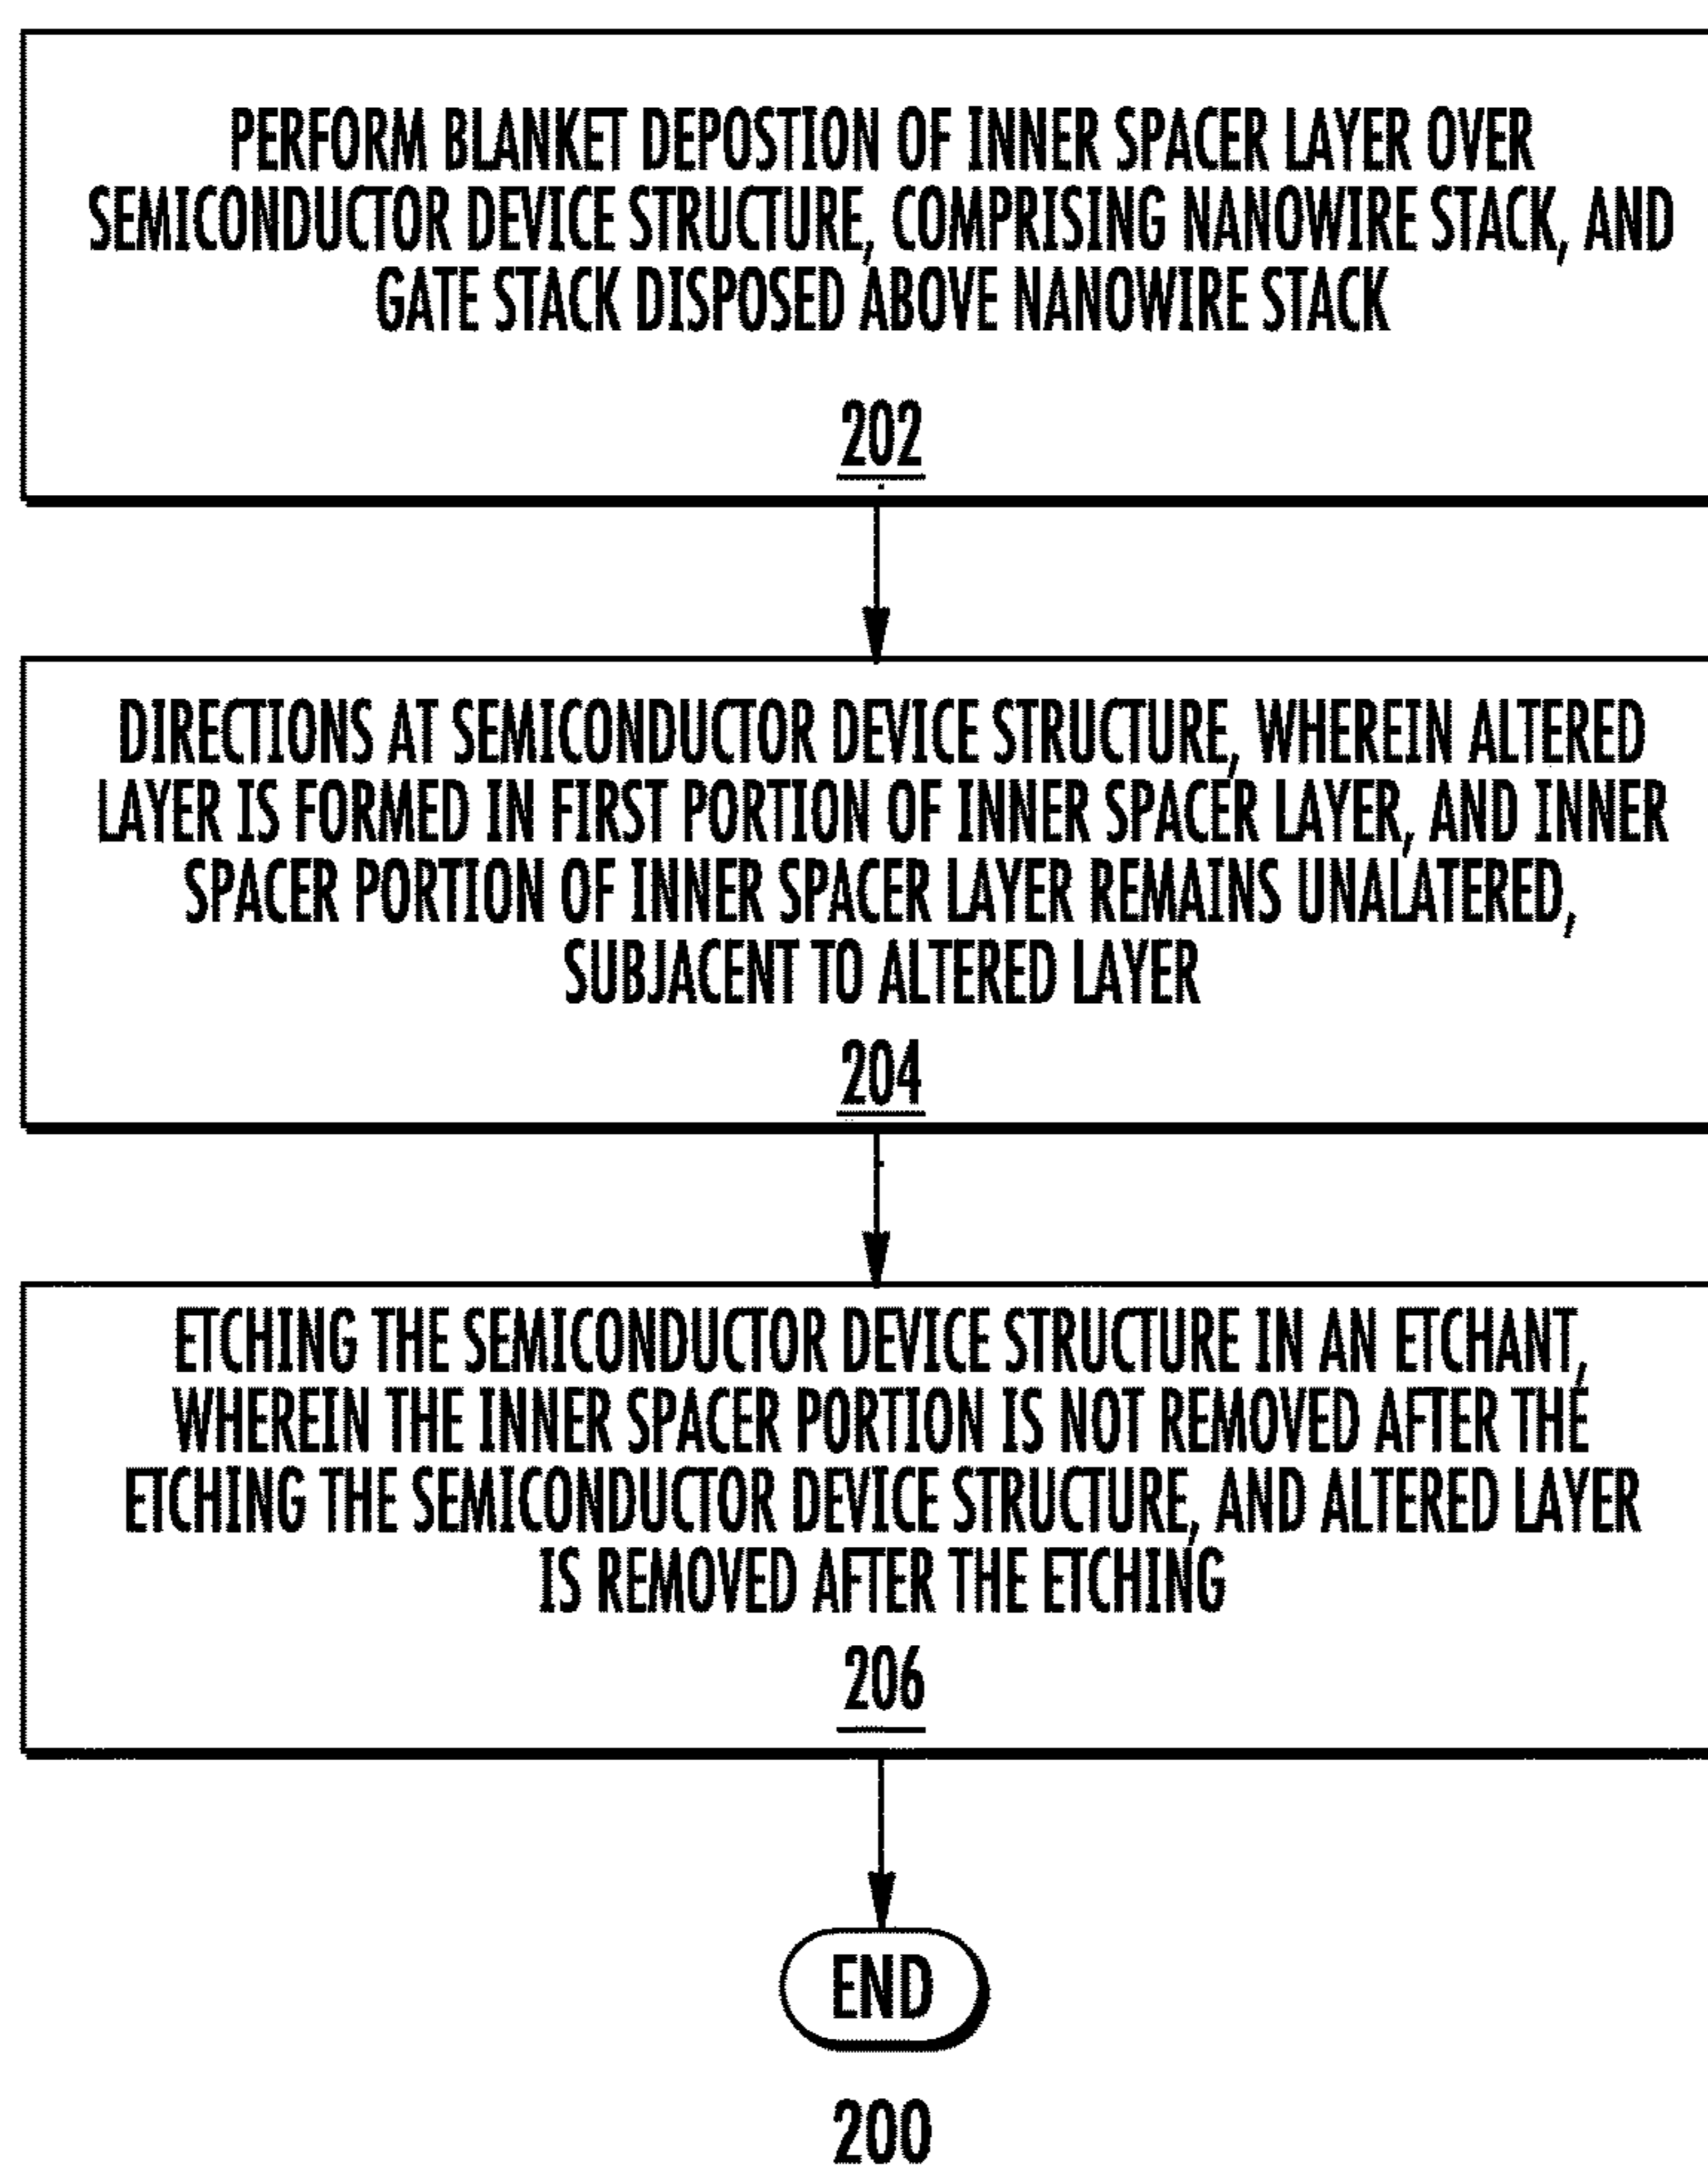 PERFORM BLANKET DEPOSTION OF INNER SPACER LAYER OVER
SEMICONDUCTOR DEVICE STRUCTURE, COMPRISING NANOWIRE STACK, AND
GATE STACK DISPOSED ABOVE NANOWIRE STACK
202
DIRECTIONS AT SEMICONDUCTOR DEVICE STRUCTURE, WHEREIN ALTERED
LAYER IS FORMED IN FIRST PORTION OF INNER SPACER LAYER, AND INNER
SPACER PORTION OF INNER SPACER LAYER REMAINS UNALATERED,
SUBJACENT TO ALTERED LAYER
204
ETCHING THE SEMICONDUCTOR DEVICE STRUCTURE IN AN ETCHANT,
WHEREIN THE INNER SPACER PORTION IS NOT REMOVED AFTER THE
ETCHING THE SEMICONDUCTOR DEVICE STRUCTURE, AND ALTERED LAYER
IS REMOVED AFTER THE ETCHING
206
END
200